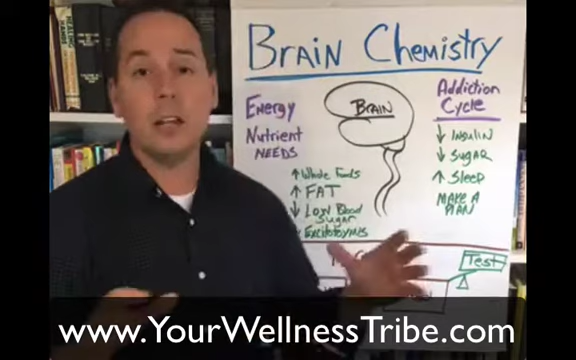 Brain Chemistry
Energy
Nutrient
Needs
Brain
↑ Whole Foods
↑ Fat
↓ Low Blood
Sugar
Excitotoxins
Addiction
Cycle
↓ Insulin
↓ Sugar
↑ Sleep
Make a
Plan
Test
www.YourWellnessTribe.com